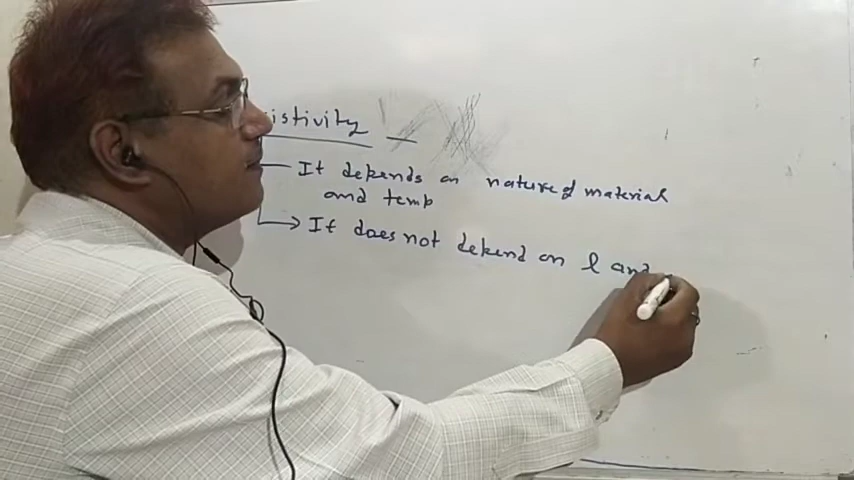 istivity –
It depends on nature of material
and temp
It does not depend on l and